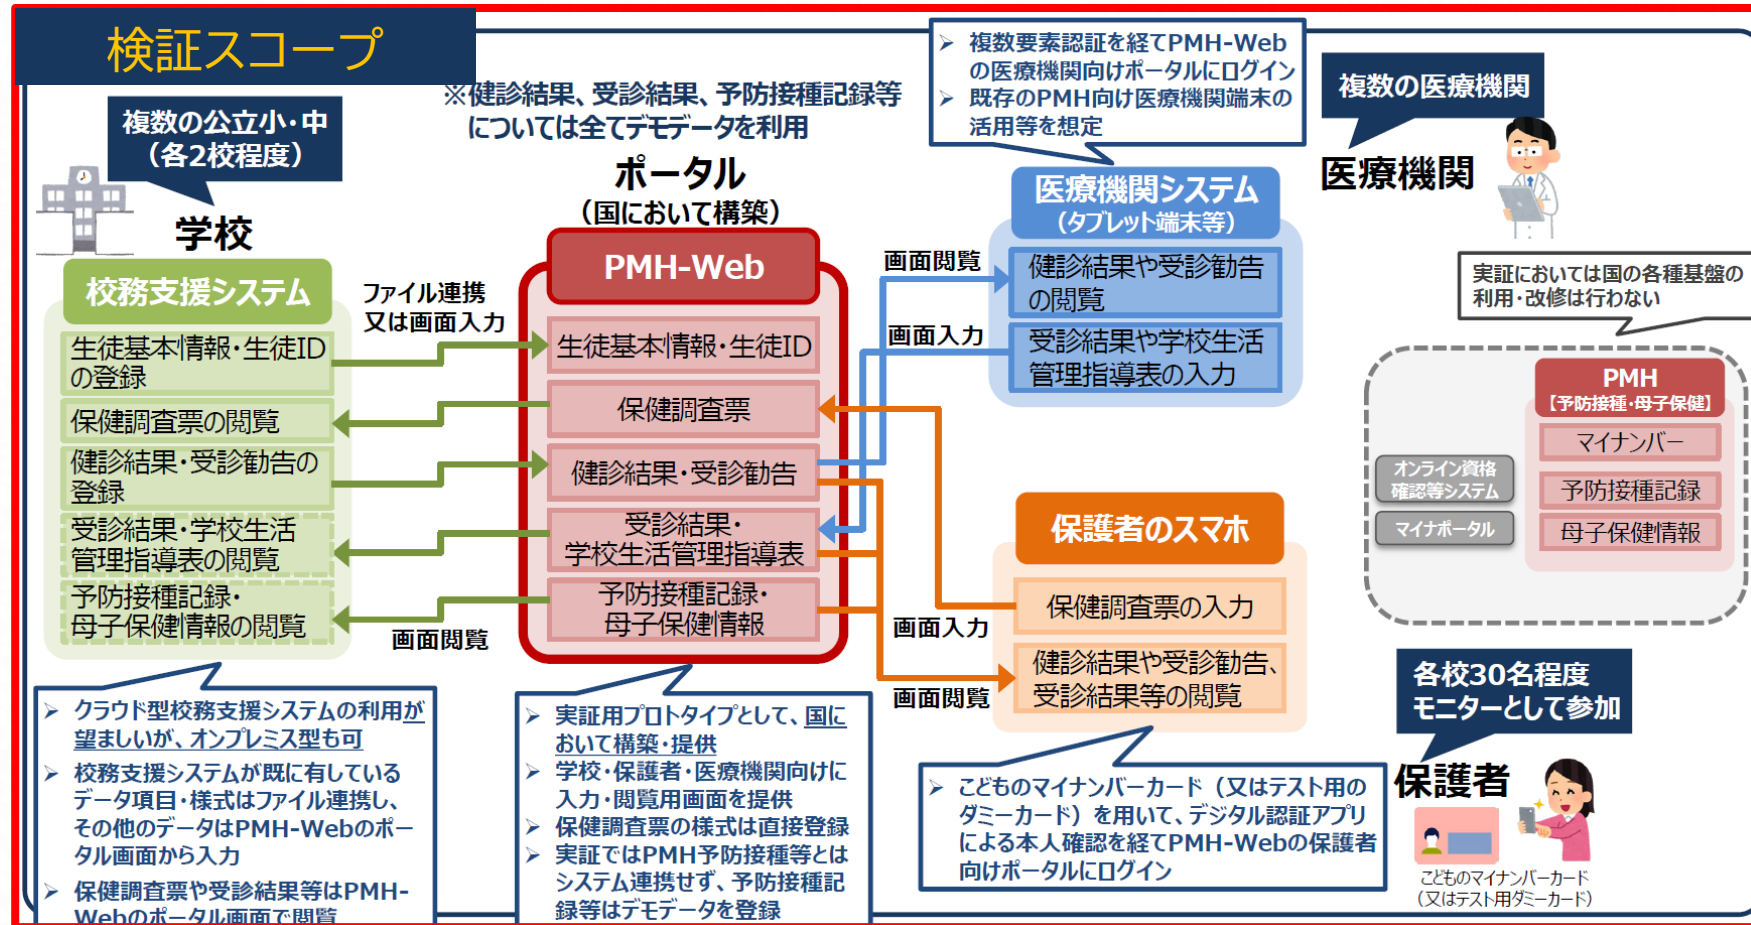 検証スコープ
複数の公立小・中
（各2校程度）
学校
※健診結果、受診結果、予防接種記録等
については全てデモデータを利用
ポータル
（国において構築）
➢ 複数要素認証を経てPMH-Web
の医療機関向けポータルにログイン
➢ 既存のPMH向け医療機関端末の
活用等を想定
複数の医療機関
医療機関
校務支援システム
生徒基本情報・生徒ID
の登録
保健調査票の閲覧
健診結果・受診勧告の
登録
受診結果・学校生活
管理指導表の閲覧
予防接種記録・
母子保健情報の閲覧
ファイル連携
又は画面入力
画面閲覧
PMH-Web
生徒基本情報・生徒ID
保健調査票
健診結果・受診勧告
受診結果・
学校生活管理指導表
予防接種記録・
母子保健情報
画面閲覧
画面入力
医療機関システム
（タブレット端末等）
健診結果や受診勧告
の閲覧
受診結果や学校生活
管理指導表の入力
画面入力
画面閲覧
保護者のスマホ
保健調査票の入力
健診結果や受診勧告、
受診結果等の閲覧
実証においては国の各種基盤の
利用・改修は行わない
PMH
【予防接種・母子保健】
マイナンバー
予防接種記録
母子保健情報
オンライン資格
確認等システム
マイナポータル
各校30名程度
モニターとして参加
保護者
こどものマイナンバーカード
（又はテスト用ダミーカード）
➢ クラウド型校務支援システムの利用が
望ましいが、オンプレミス型も可
➢ 校務支援システムが既に有している
データ項目・様式はファイル連携し、
その他のデータはPMH-Webのポー
タル画面から入力
➢ 保健調査票や受診結果等はPMH-
Webのポータル画面で閲覧
➢ 実証用プロトタイプとして、国に
おいて構築・提供
➢ 学校・保護者・医療機関向けに
入力・閲覧用画面を提供
➢ 保健調査票の様式は直接登録
➢ 実証ではPMH予防接種等とは
システム連携せず、予防接種記
録等はデモデータを登録
➢ こどものマイナンバーカード（又はテスト用の
ダミーカード）を用いて、デジタル認証アプリ
による本人確認を経てPMH-Webの保護者
向けポータルにログイン